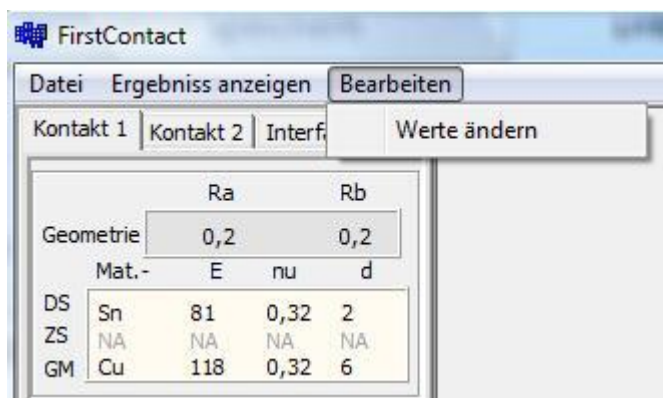 FirstContact
Datei Ergebniss anzeigen Bearbeiten
Werte ändern
Kontakt 1 Kontakt 2
Ra Rb
Geometrie 0,2 0,2
Mat.- E nu d
DS Sn 81 0,32 2
ZS NA NA NA NA
GM Cu 118 0,32 6